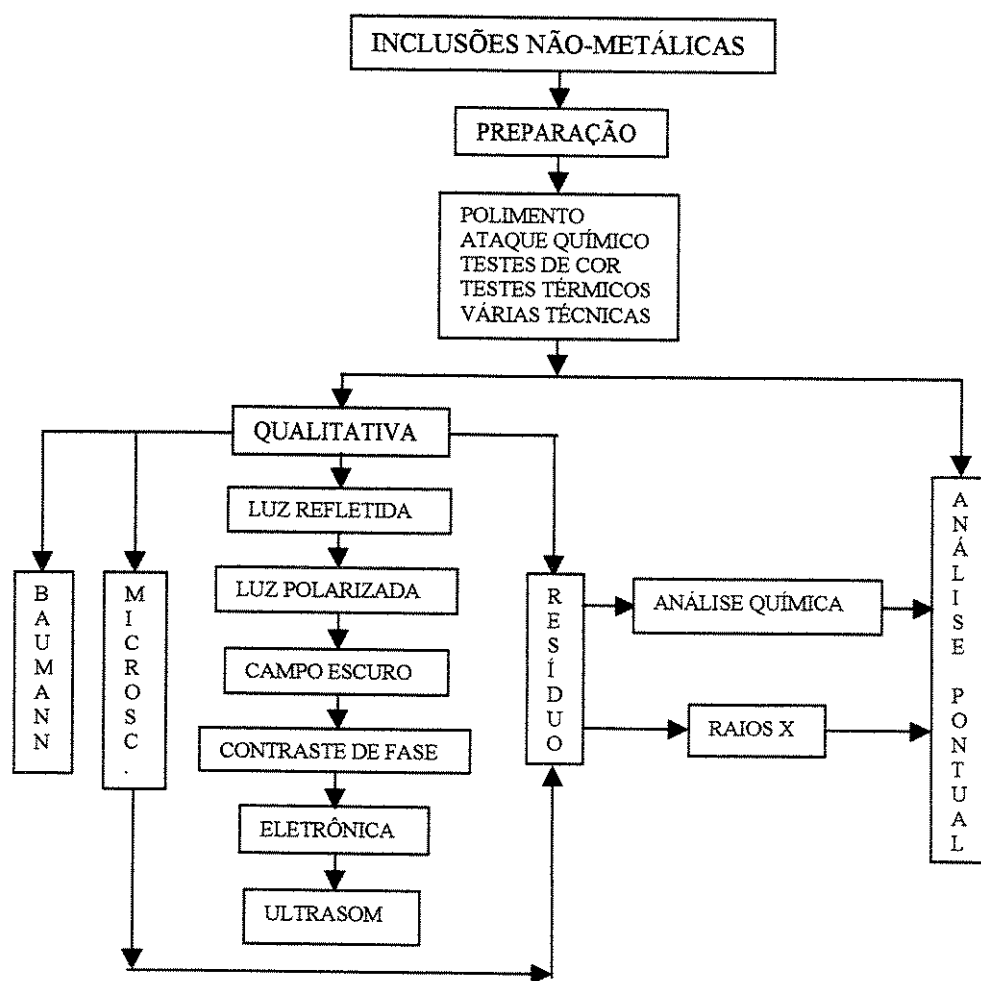 INCLUSÕES NÃO-METÁLICAS
PREPARAÇÃO
POLIMENTO
ATAQUE QUÍMICO
TESTES DE COR
TESTES TÉRMICOS
VÁRIAS TÉCNICAS
QUALITATIVA
LUZ REFLETIDA
LUZ POLARIZADA
CAMPO ESCURO
CONTRASTE DE FASE
ELETRÔNICA
ULTRASOM
BAUMANN
MICROSC.
RESÍDUO
ANÁLISE QUÍMICA
RAIOS X
ANÁLISE PONTUAL